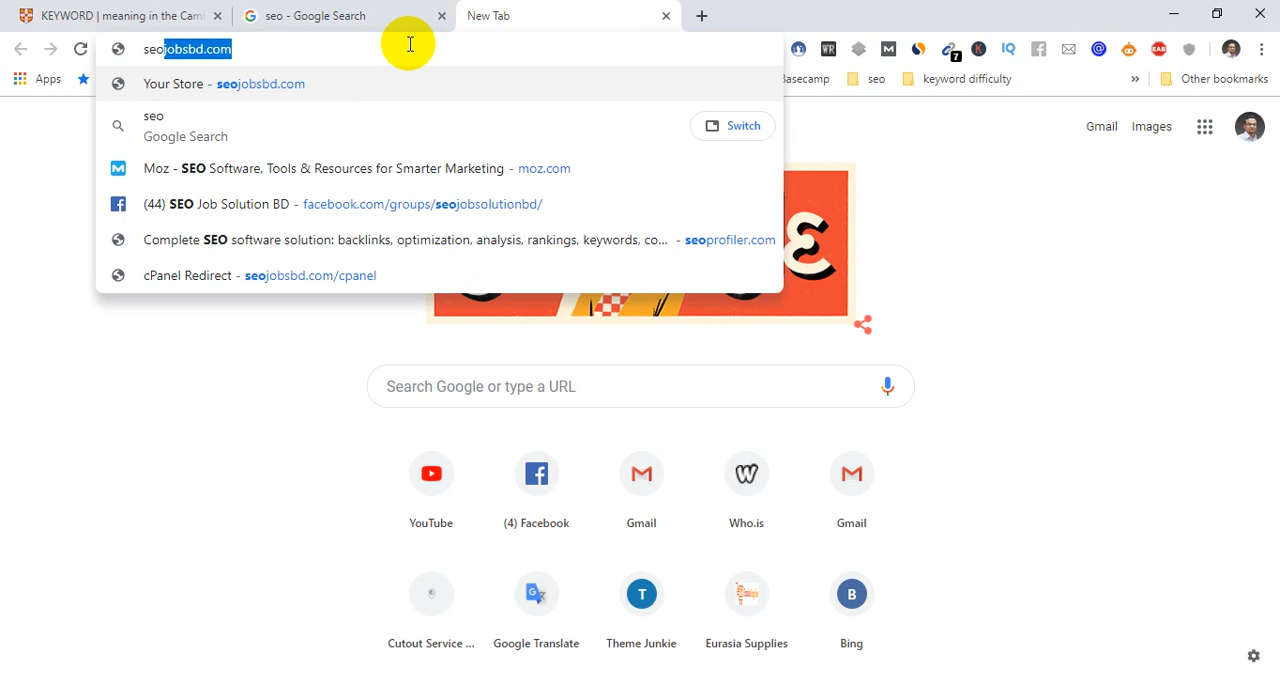 KEYWORD | meaning in the Cam
seo - Google Search
New Tab
seojobsbd.com
7
Apps
Basecamp
seo
keyword difficulty
»
Other bookmarks
Your Store - seojobsbd.com
seo
Google Search
Switch
Moz - SEO Software, Tools & Resources for Smarter Marketing - moz.com
(44) SEO Job Solution BD - facebook.com/groups/seojobsolutionbd/
Complete SEO software solution: backlinks, optimization, analysis, rankings, keywords, co... - seoprofiler.com
cPanel Redirect - seojobsbd.com/cpanel
Gmail
Images
Search Google or type a URL
YouTube
(4) Facebook
Gmail
Who.is
Gmail
T
B
Cutout Service ...
Google Translate
Theme Junkie
Eurasia Supplies
Bing